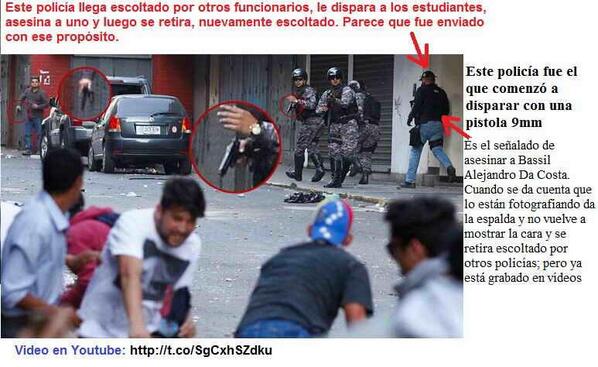 Este policía llega escoltado por otros funcionarios, le dispara a los estudiantes,
asesina a uno y luego se retira, nuevamente escoltado. Parece que fue enviado
con ese propósito.
Este policía fue el
que comenzó a
disparar con una
pistola 9mm
Es el señalado de
asesinar a Bassil
Alejandro Da Costa.
Cuando se da cuenta que
lo están fotografiando da
la espalda y no vuelve a
mostrar la cara y se
retira escoltado por
otros policías; pero ya
está grabado en videos
Video en Youtube: http://t.co/SgCxhSZdku